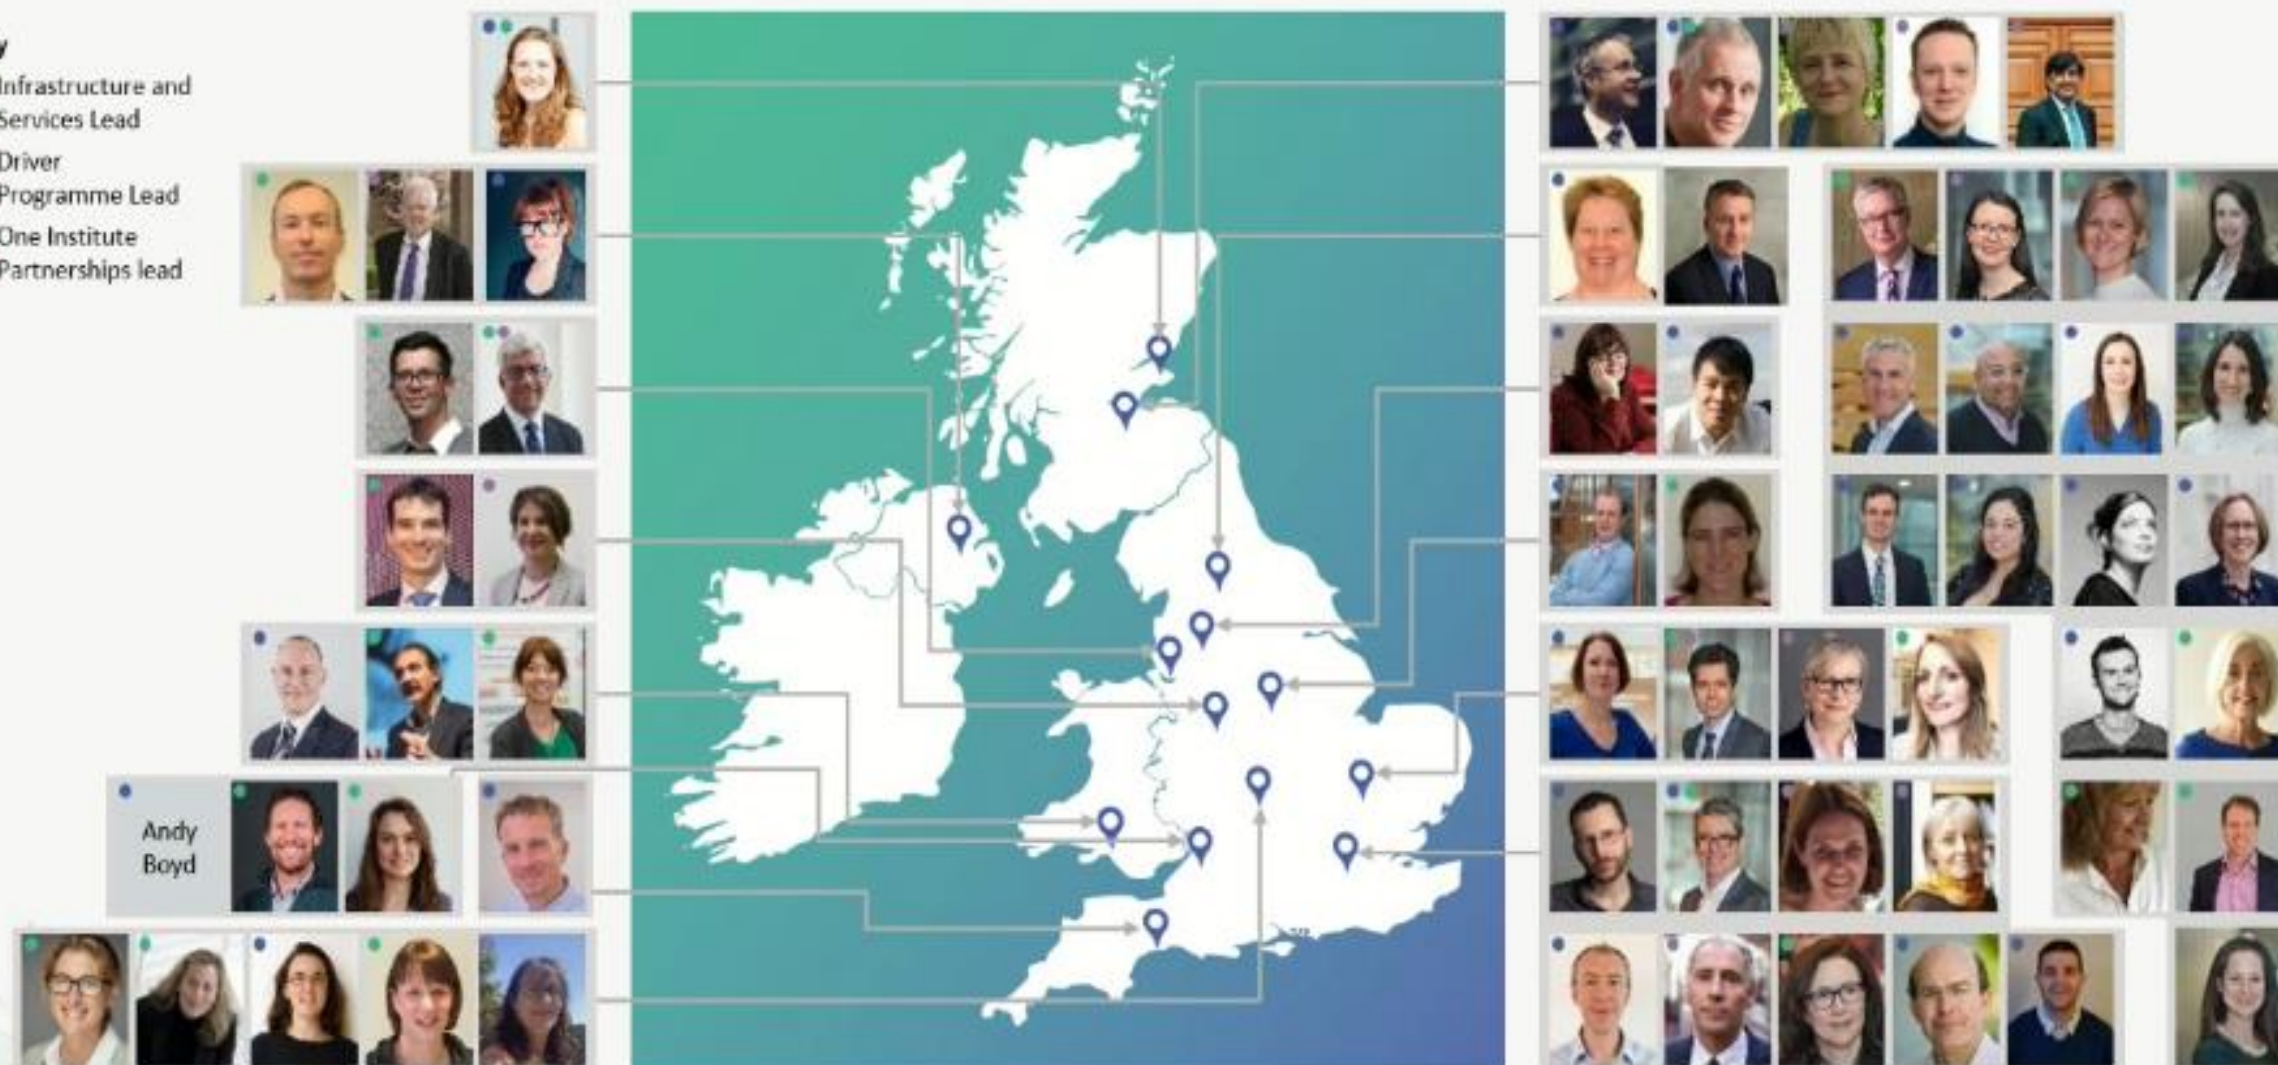 y
Infrastructure and
Services Lead
Driver
Programme Lead
One Institute
Partnerships lead
Andy
Boyd